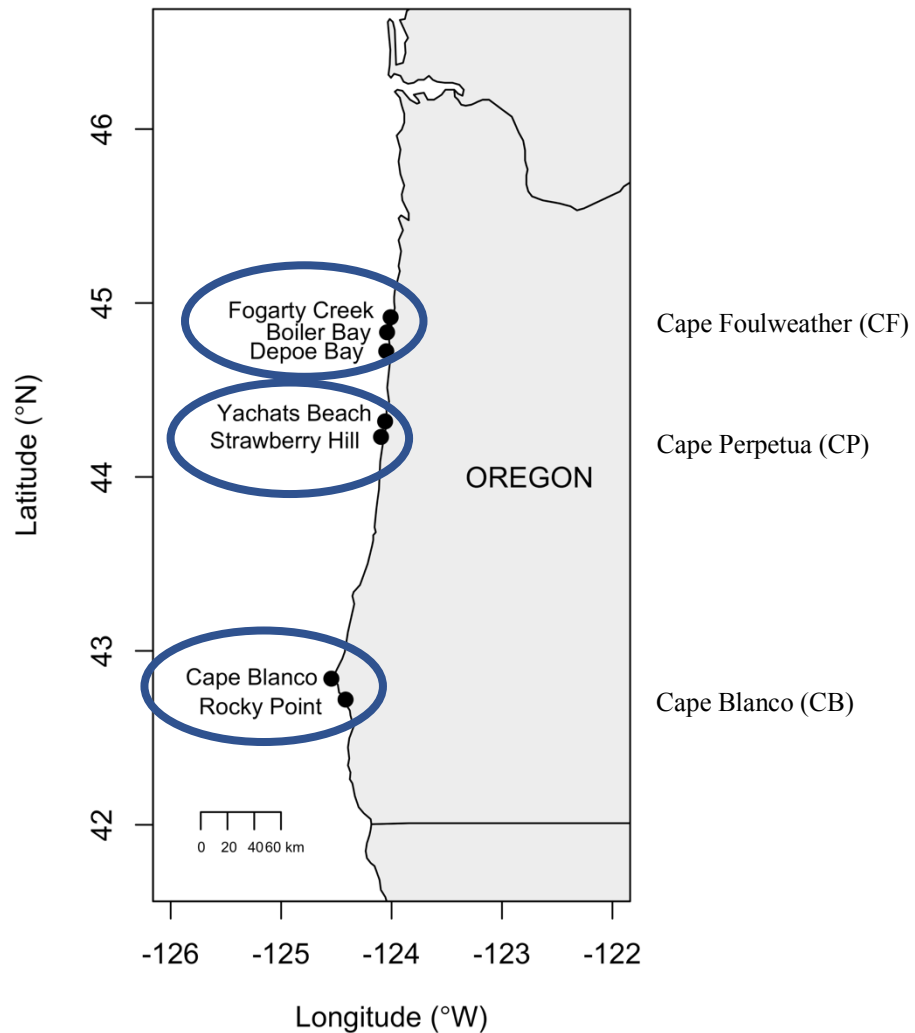 46
45
44
43
42
Latitude (°N)
Fogarty Creek
Boiler Bay
Depoe Bay
Yachats Beach
Strawberry Hill
OREGON
Cape Blanco
Rocky Point
0 20 40 60 km
-126 -125 -124 -123 -122
Longitude (°W)
Cape Foulweather (CF)
Cape Perpetua (CP)
Cape Blanco (CB)